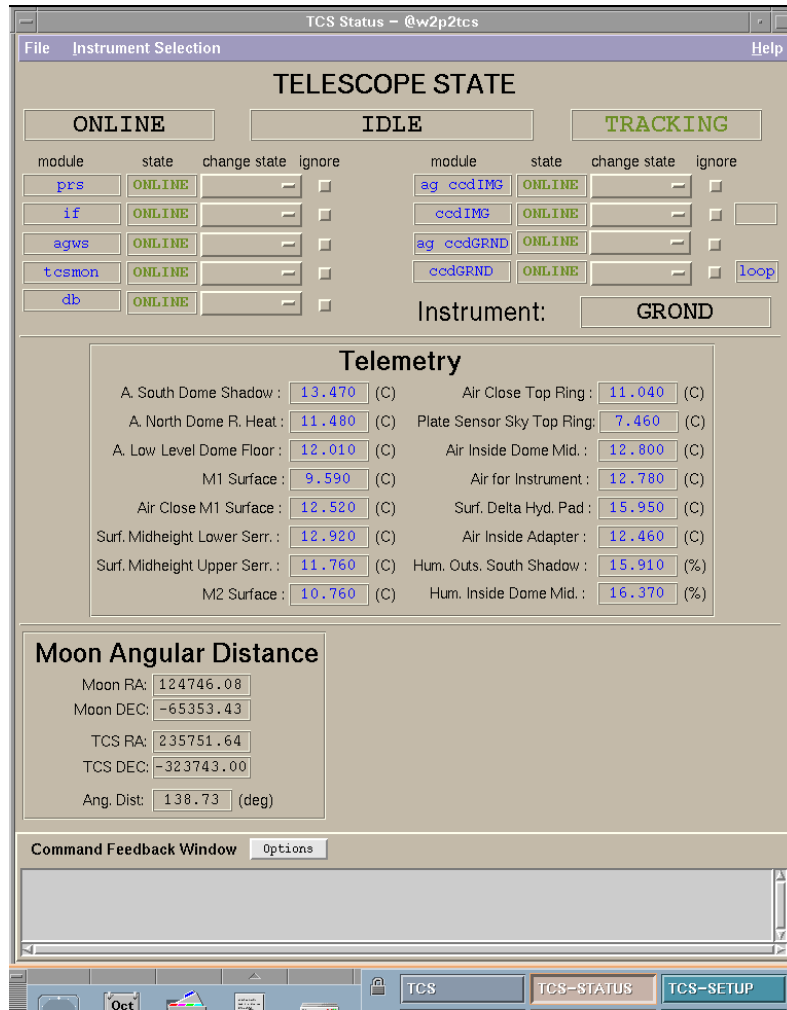 TCS Status – @w2p2tcs
File Instrument Selection Help
TELESCOPE STATE
ONLINE IDLE TRACKING
module state change state ignore module state change state ignore
prs ONLINE ag ccdIMG ONLINE
if ONLINE ccdIMG ONLINE
agws ONLINE ag ccdGRND ONLINE
tcsmon ONLINE ccdGRND ONLINE loop
db ONLINE
Instrument: GROND
Telemetry
A. South Dome Shadow : 13.470 (C) Air Close Top Ring : 11.040 (C)
A. North Dome R. Heat : 11.480 (C) Plate Sensor Sky Top Ring: 7.460 (C)
A. Low Level Dome Floor : 12.010 (C) Air Inside Dome Mid. : 12.800 (C)
M1 Surface : 9.590 (C) Air for Instrument : 12.780 (C)
Air Close M1 Surface : 12.520 (C) Surf. Delta Hyd. Pad : 15.950 (C)
Surf. Midheight Lower Serr. : 12.920 (C) Air Inside Adapter : 12.460 (C)
Surf. Midheight Upper Serr. : 11.760 (C) Hum. Outs. South Shadow : 15.910 (%)
M2 Surface : 10.760 (C) Hum. Inside Dome Mid. : 16.370 (%)
Moon Angular Distance
Moon RA: 124746.08
Moon DEC: -65353.43
TCS RA: 235751.64
TCS DEC: -323743.00
Ang. Dist: 138.73 (deg)
Command Feedback Window Options
TCS TCS-STATUS TCS-SETUP
Oct